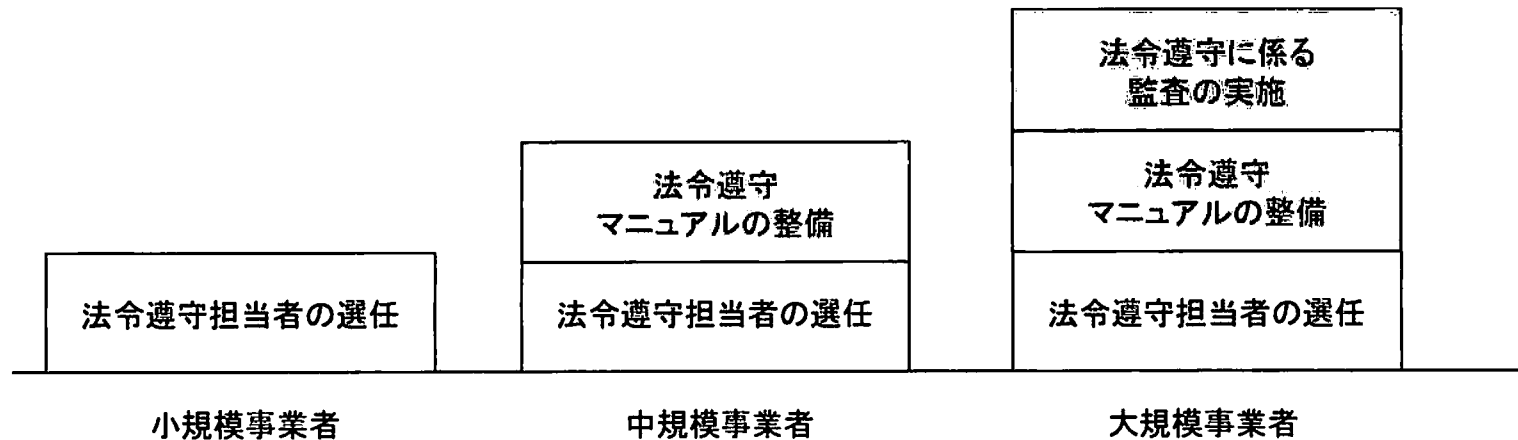 法令遵守に係る
監査の実施
法令遵守
マニュアルの整備
法令遵守
マニュアルの整備
法令遵守担当者の選任
法令遵守担当者の選任
法令遵守担当者の選任
小規模事業者
中規模事業者
大規模事業者